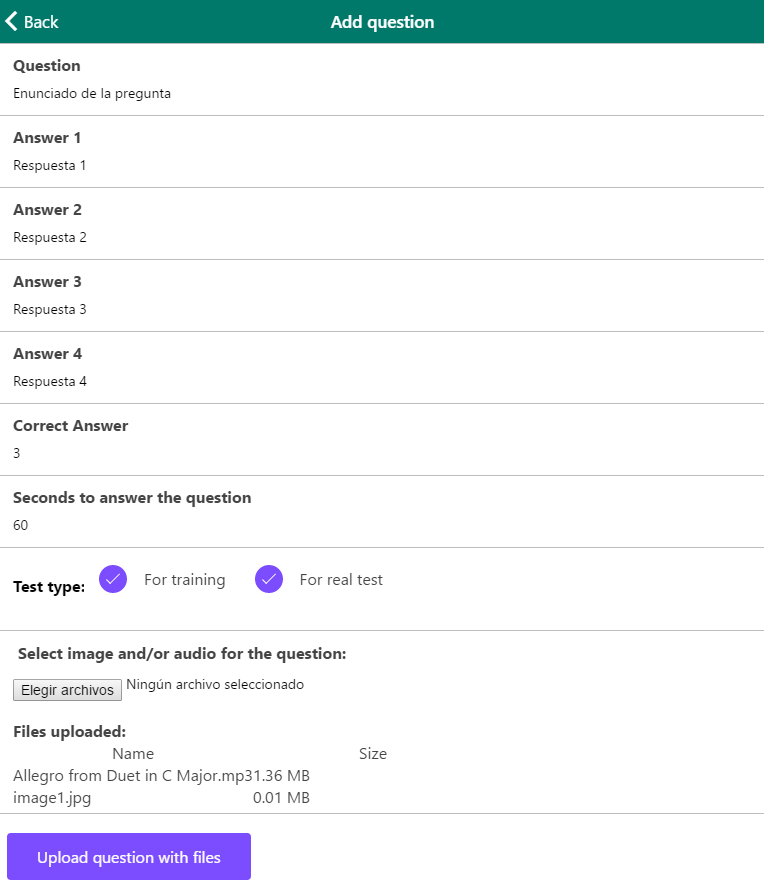 Back
Add question
Question
Enunciado de la pregunta
Answer 1
Respuesta 1
Answer 2
Respuesta 2
Answer 3
Respuesta 3
Answer 4
Respuesta 4
Correct Answer
3
Seconds to answer the question
60
Test type: For training For real test
Select image and/or audio for the question:
Elegir archivos Ningún archivo seleccionado
Files uploaded:
Name Size
Allegro from Duet in C Major.mp31.36 MB
image1.jpg 0.01 MB
Upload question with files